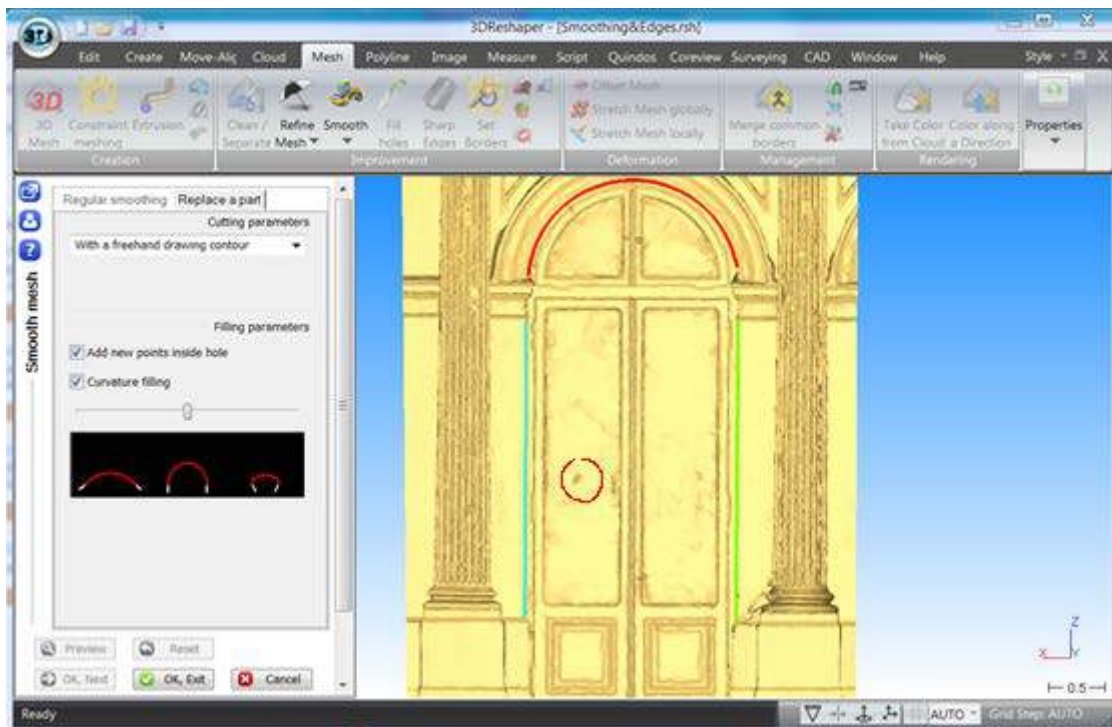 3DReshaper - [Smoothing&Edges.rsh]
3D
Edit Create Move-Alig Cloud Mesh Polyline Image Measure Script Quindos Coreview Surveying CAD Window Help Style X
3D Mesh
Constraint meshing
Extrusion
Clean / Separate
Refine Mesh
Smooth
Fill holes
Sharp Edges
Set Borders
Offset Mesh
Stretch Mesh globally
Stretch Mesh locally
Merge common borders
Take Color from Cloud
Color along a Direction
Properties
Creation Improvement Deformation Management Rendering
Smooth mesh
Regular smoothing Replace a part
Cutting parameters
With a freehand drawing contour
Filling parameters
Add new points inside hole
Curvature filling
Preview Reset
OK, Next OK, Exit Cancel
Z
X Y
0.5
Ready AUTO Grid Step: AUTO